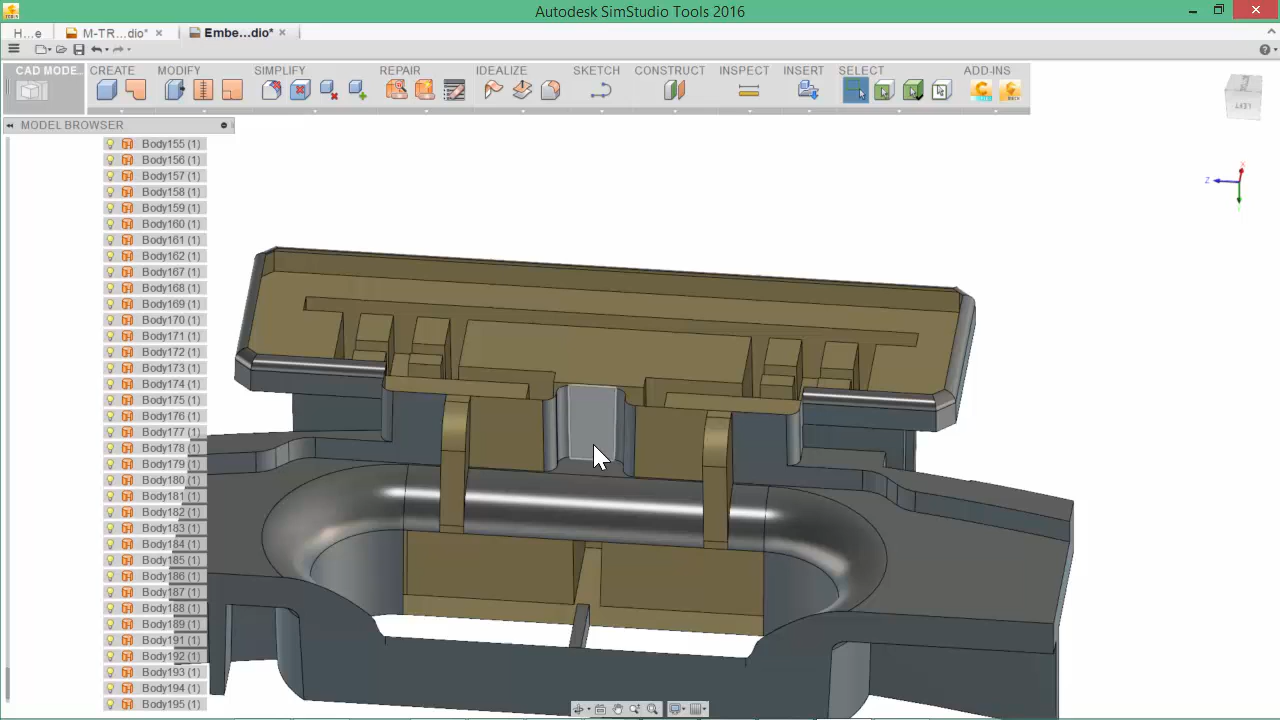 Autodesk SimStudio Tools 2016
H...e
M-TR...dio*
Embe...dio*
CAD MODE...
CREATE
MODIFY
SIMPLIFY
REPAIR
IDEALIZE
SKETCH
CONSTRUCT
INSPECT
INSERT
SELECT
ADD-INS
MODEL BROWSER
LEFT
X
Z
Body155 (1)
Body156 (1)
Body157 (1)
Body158 (1)
Body159 (1)
Body160 (1)
Body161 (1)
Body162 (1)
Body167 (1)
Body168 (1)
Body169 (1)
Body170 (1)
Body171 (1)
Body172 (1)
Body173 (1)
Body174 (1)
Body175 (1)
Body176 (1)
Body177 (1)
Body178 (1)
Body179 (1)
Body180 (1)
Body181 (1)
Body182 (1)
Body183 (1)
Body184 (1)
Body185 (1)
Body186 (1)
Body187 (1)
Body188 (1)
Body189 (1)
Body191 (1)
Body192 (1)
Body193 (1)
Body194 (1)
Body195 (1)